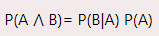 P(A ∧ B)= P(B|A) P(A)